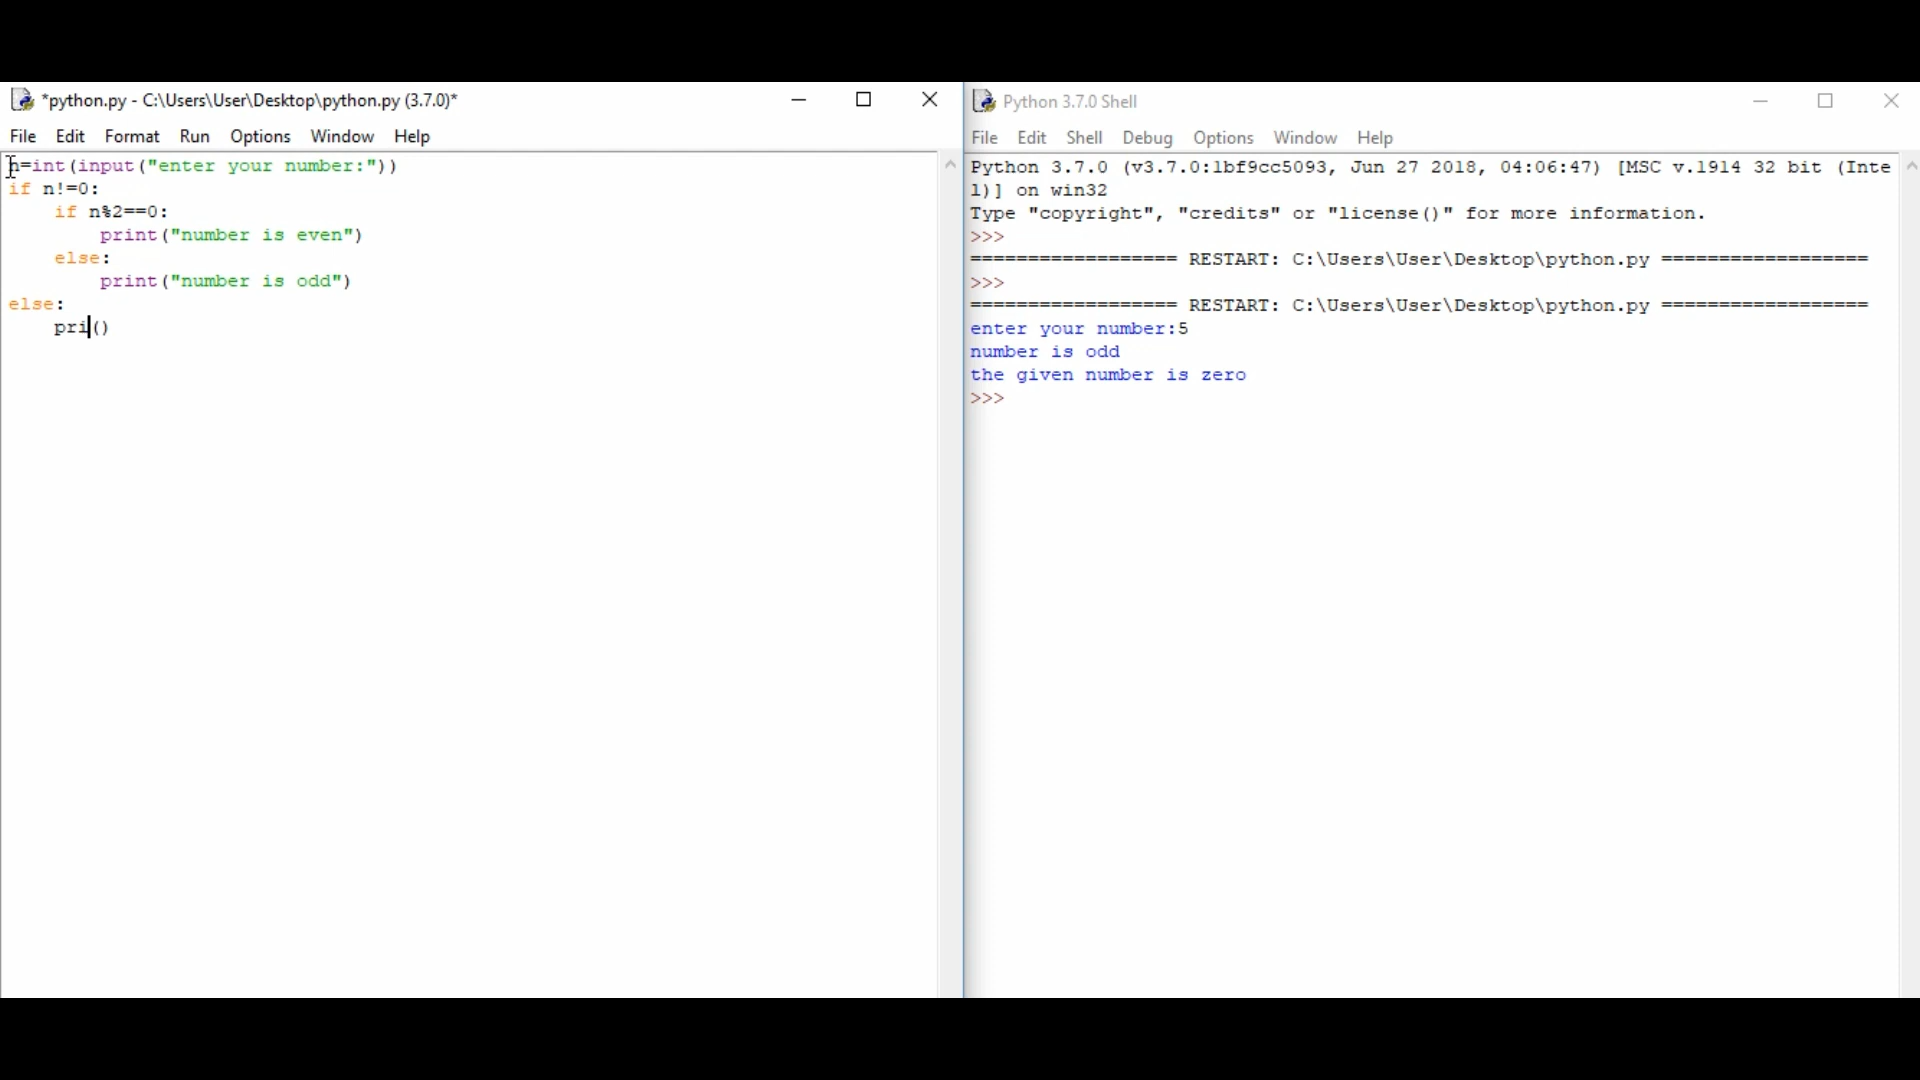 *python.py - C:\Users\User\Desktop\python.py (3.7.0)*
File Edit Format Run Options Window Help
n=int(input("enter your number:"))
if n!=0:
    if n%2==0:
        print("number is even")
    else:
        print("number is odd")
else:
    pri()
Python 3.7.0 Shell
File Edit Shell Debug Options Window Help
Python 3.7.0 (v3.7.0:1bf9cc5093, Jun 27 2018, 04:06:47) [MSC v.1914 32 bit (Inte
l)] on win32
Type "copyright", "credits" or "license()" for more information.
>>>
================== RESTART: C:\Users\User\Desktop\python.py ==================
>>>
================== RESTART: C:\Users\User\Desktop\python.py ==================
enter your number:5
number is odd
the given number is zero
>>>